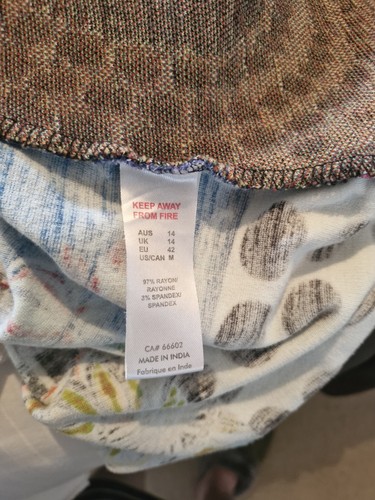 KEEP AWAY
FROM FIRE
AUS 14
UK 14
EU 42
US/CAN M
97% RAYON/
RAYONNE
3% SPANDEX/
SPANDEX
CA# 66602
MADE IN INDIA
Fabrique en Inde